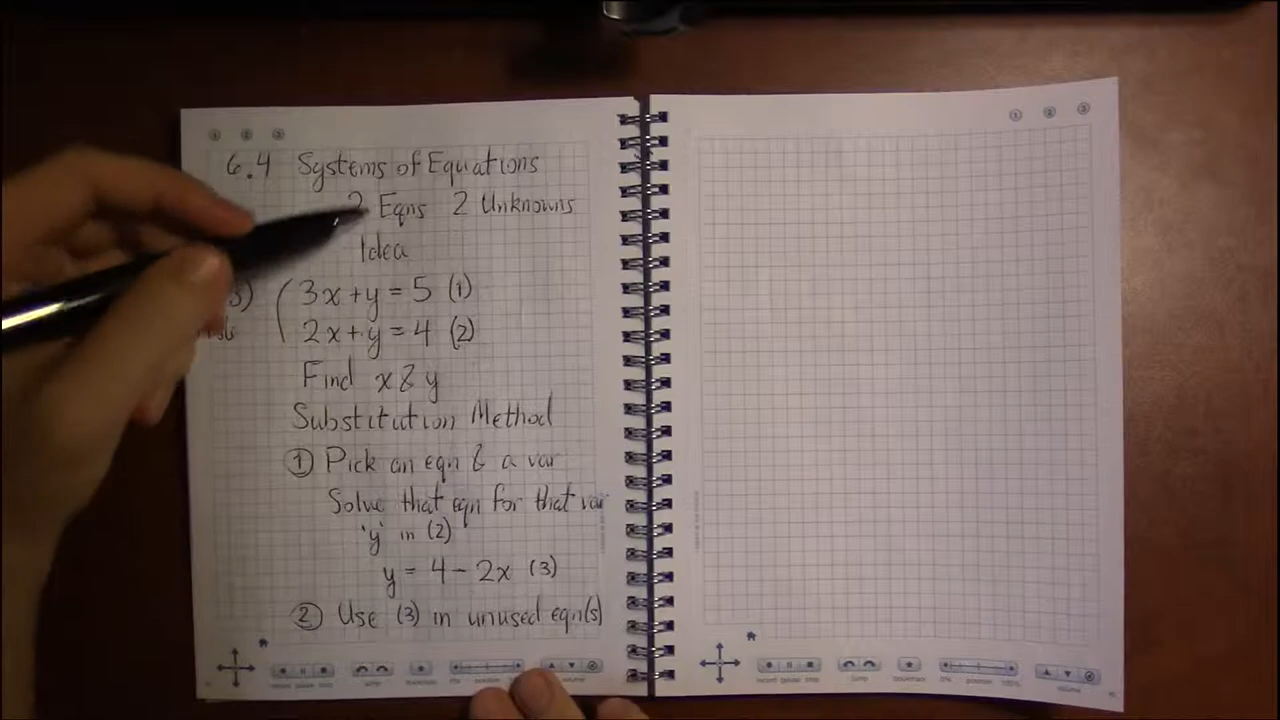 6.4 Systems of Equations
2 Eqns 2 Unknowns
Idea
3x+y = 5 (1)
2x+y = 4 (2)
Find x & y
Substitution Method
① Pick an eqn & a var
Solve that eqn for that var
'y' in (2)
y = 4 - 2x (3)
② Use (3) in unused eqn(s)